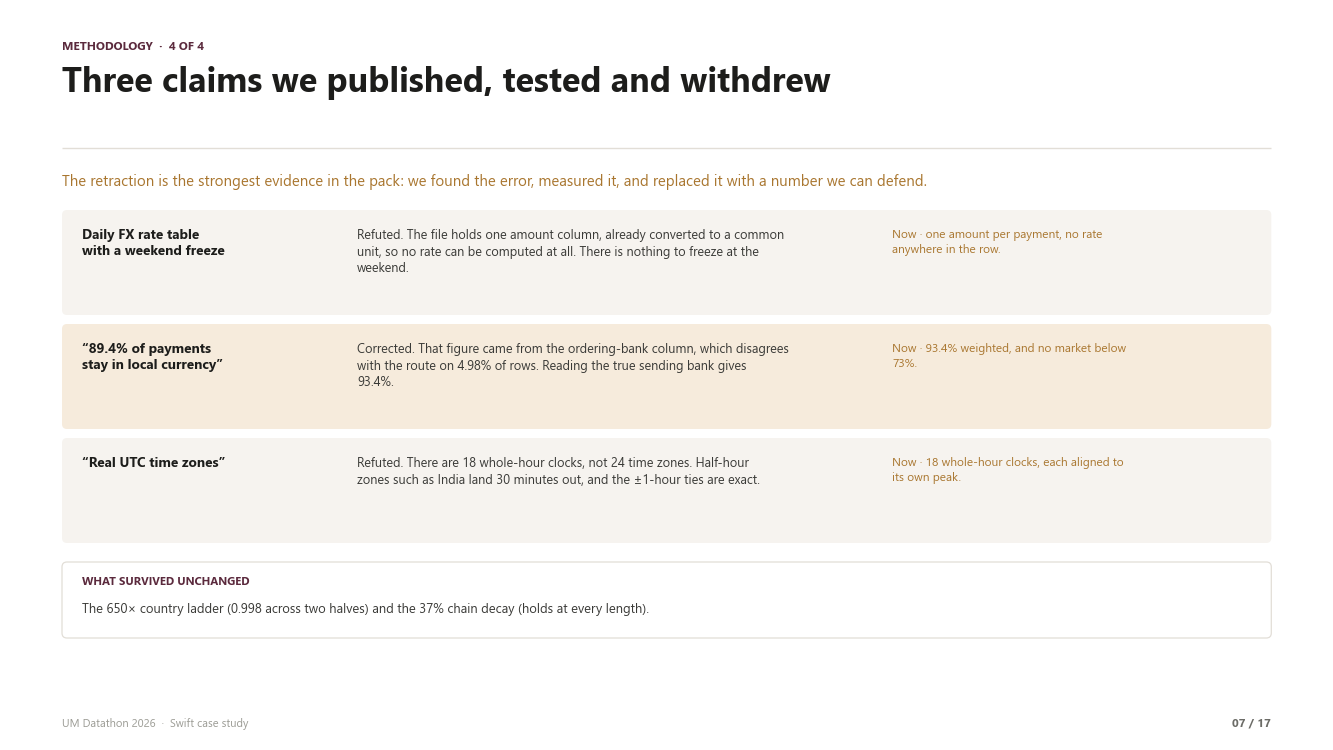 METHODOLOGY · 4 OF 4
Three claims we published, tested and withdrew
The retraction is the strongest evidence in the pack: we found the error, measured it, and replaced it with a number we can defend.
Daily FX rate table
with a weekend freeze
Refuted. The file holds one amount column, already converted to a common
unit, so no rate can be computed at all. There is nothing to freeze at the
weekend.
Now · one amount per payment, no rate
anywhere in the row.
“89.4% of payments
stay in local currency”
Corrected. That figure came from the ordering-bank column, which disagrees
with the route on 4.98% of rows. Reading the true sending bank gives
93.4%.
Now · 93.4% weighted, and no market below
73%.
“Real UTC time zones”
Refuted. There are 18 whole-hour clocks, not 24 time zones. Half-hour
zones such as India land 30 minutes out, and the ±1-hour ties are exact.
Now · 18 whole-hour clocks, each aligned to
its own peak.
WHAT SURVIVED UNCHANGED
The 650× country ladder (0.998 across two halves) and the 37% chain decay (holds at every length).
UM Datathon 2026 · Swift case study
07 / 17